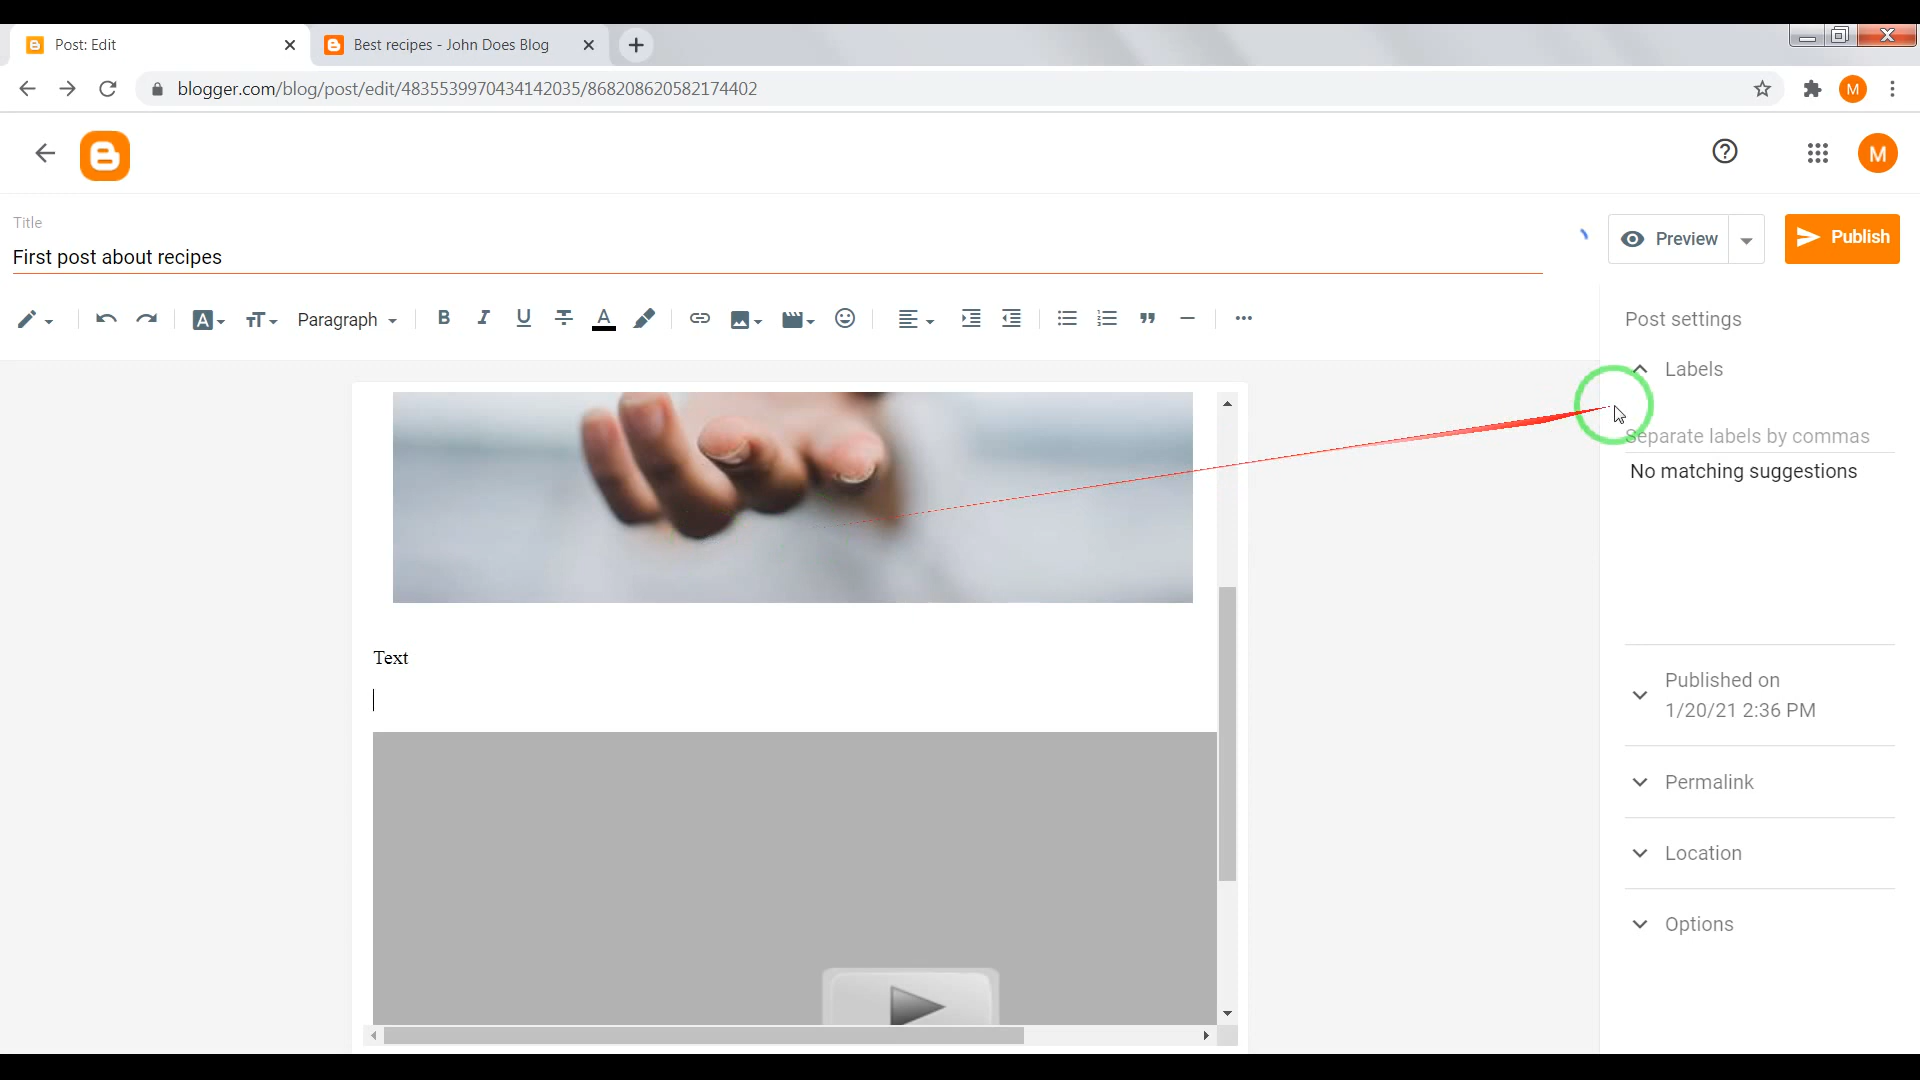 Post: Edit
Best recipes - John Does Blog
blogger.com/blog/post/edit/4835539970434142035/868208620582174402
M
M
Title
First post about recipes
Preview
Publish
Paragraph
B I U A
Post settings
Labels
Separate labels by commas
No matching suggestions
Text
Published on
1/20/21 2:36 PM
Permalink
Location
Options